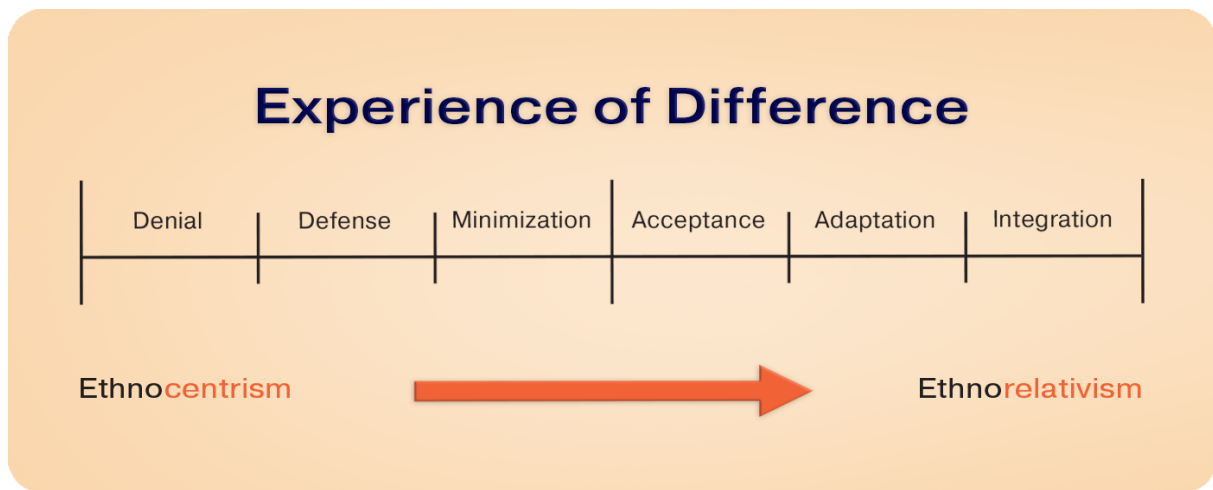 Experience of Difference
Denial Defense Minimization Acceptance Adaptation Integration
Ethnocentrism Ethnorelativism